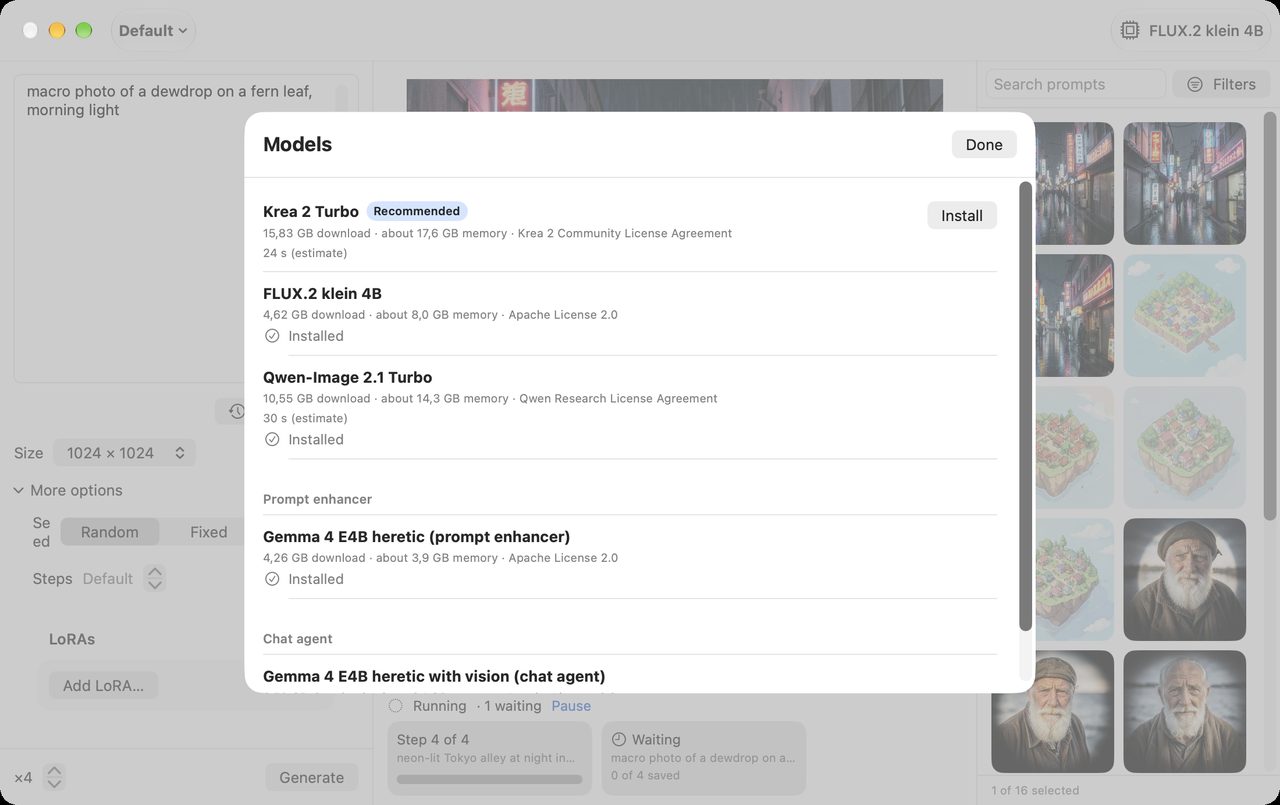 Default
FLUX.2 klein 4B
macro photo of a dewdrop on a fern leaf,
morning light
Search prompts
Filters
Models
Done
Krea 2 Turbo
Recommended
Install
15,83 GB download · about 17,6 GB memory · Krea 2 Community License Agreement
24 s (estimate)
FLUX.2 klein 4B
4,62 GB download · about 8,0 GB memory · Apache License 2.0
Installed
Qwen-Image 2.1 Turbo
10,55 GB download · about 14,3 GB memory · Qwen Research License Agreement
30 s (estimate)
Installed
Prompt enhancer
Gemma 4 E4B heretic (prompt enhancer)
4,26 GB download · about 3,9 GB memory · Apache License 2.0
Installed
Chat agent
Gemma 4 E4B heretic with vision (chat agent)
Size
1024 × 1024
More options
Se
ed
Random
Fixed
Steps
Default
LoRAs
Add LoRA...
×4
Generate
Running · 1 waiting Pause
Step 4 of 4
neon-lit Tokyo alley at night in...
Waiting
macro photo of a dewdrop on a...
0 of 4 saved
1 of 16 selected